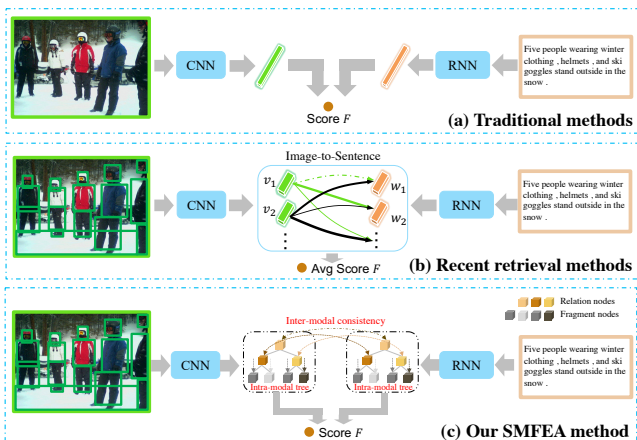 CNN
RNN
Five people wearing winter
clothing , helmets , and ski
goggles stand outside in the
snow .
Score F
(a) Traditional methods
Image-to-Sentence
CNN
v1
v2
w1
w2
RNN
Five people wearing winter
clothing , helmets , and ski
goggles stand outside in the
snow .
Avg Score F
(b) Recent retrieval methods
Relation nodes
Fragment nodes
Inter-modal consistency
CNN
Intra-modal tree
Intra-modal tree
RNN
Five people wearing winter
clothing , helmets , and ski
goggles stand outside in the
snow .
Score F
(c) Our SMFEA method